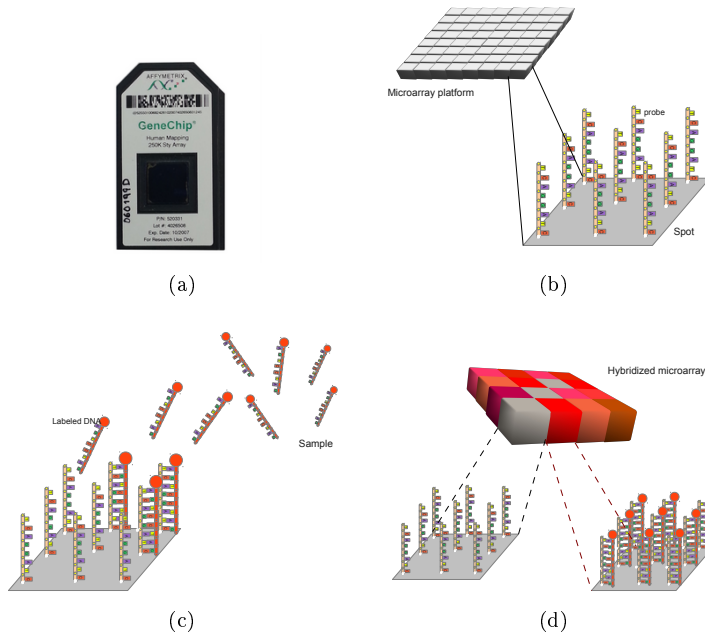 AFFYMETRIX
GeneChip®
Human Mapping
250K Sty Array
060199D
P/N: 520331
Lot #: 4026506
Exp. Date: 10/2007
For Research Use Only
(a)
Microarray platform
probe
Spot
(b)
Labeled DNA
Sample
(c)
Hybridized microarray
(d)